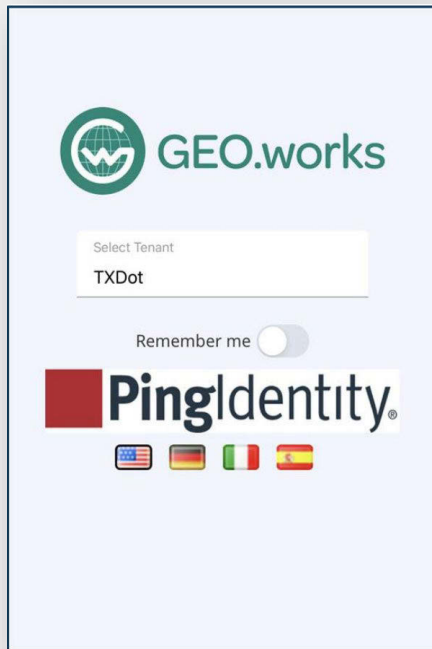 GEO.works
Select Tenant
TXDot
Remember me
PingIdentity®